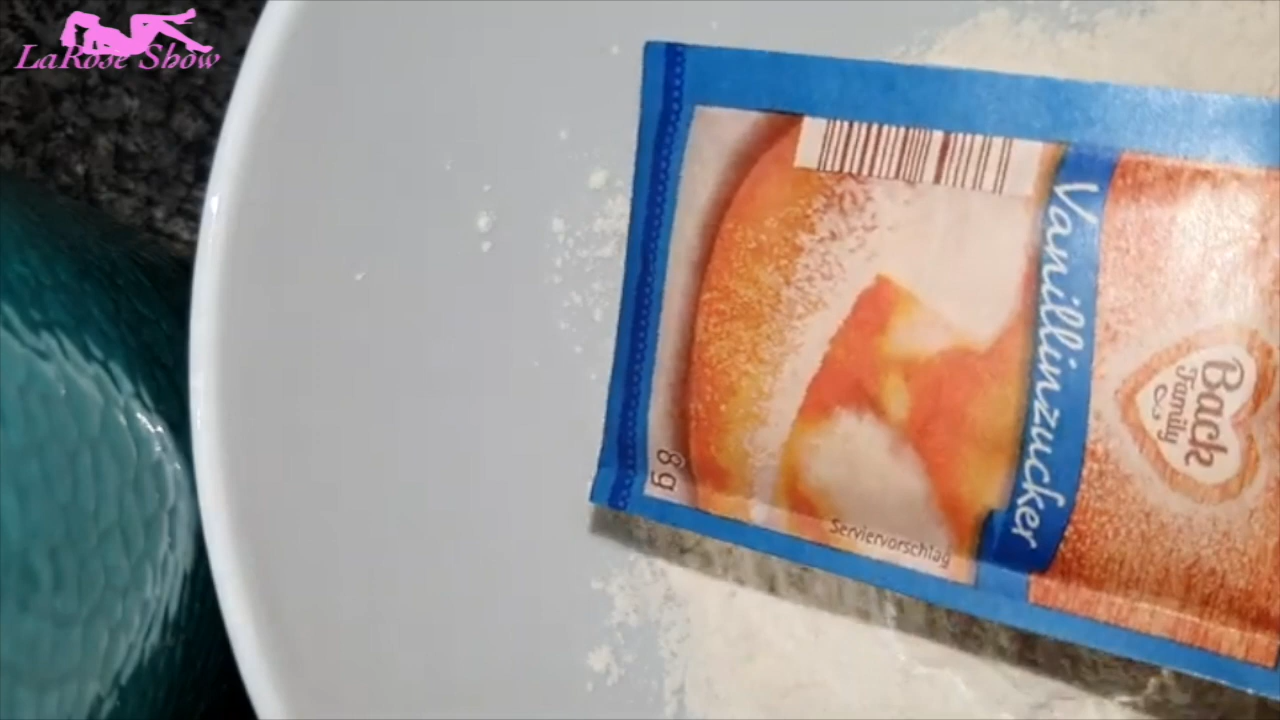 LaRose Show
Vanillinzucker
Back
Family
8 g
Serviervorschlag